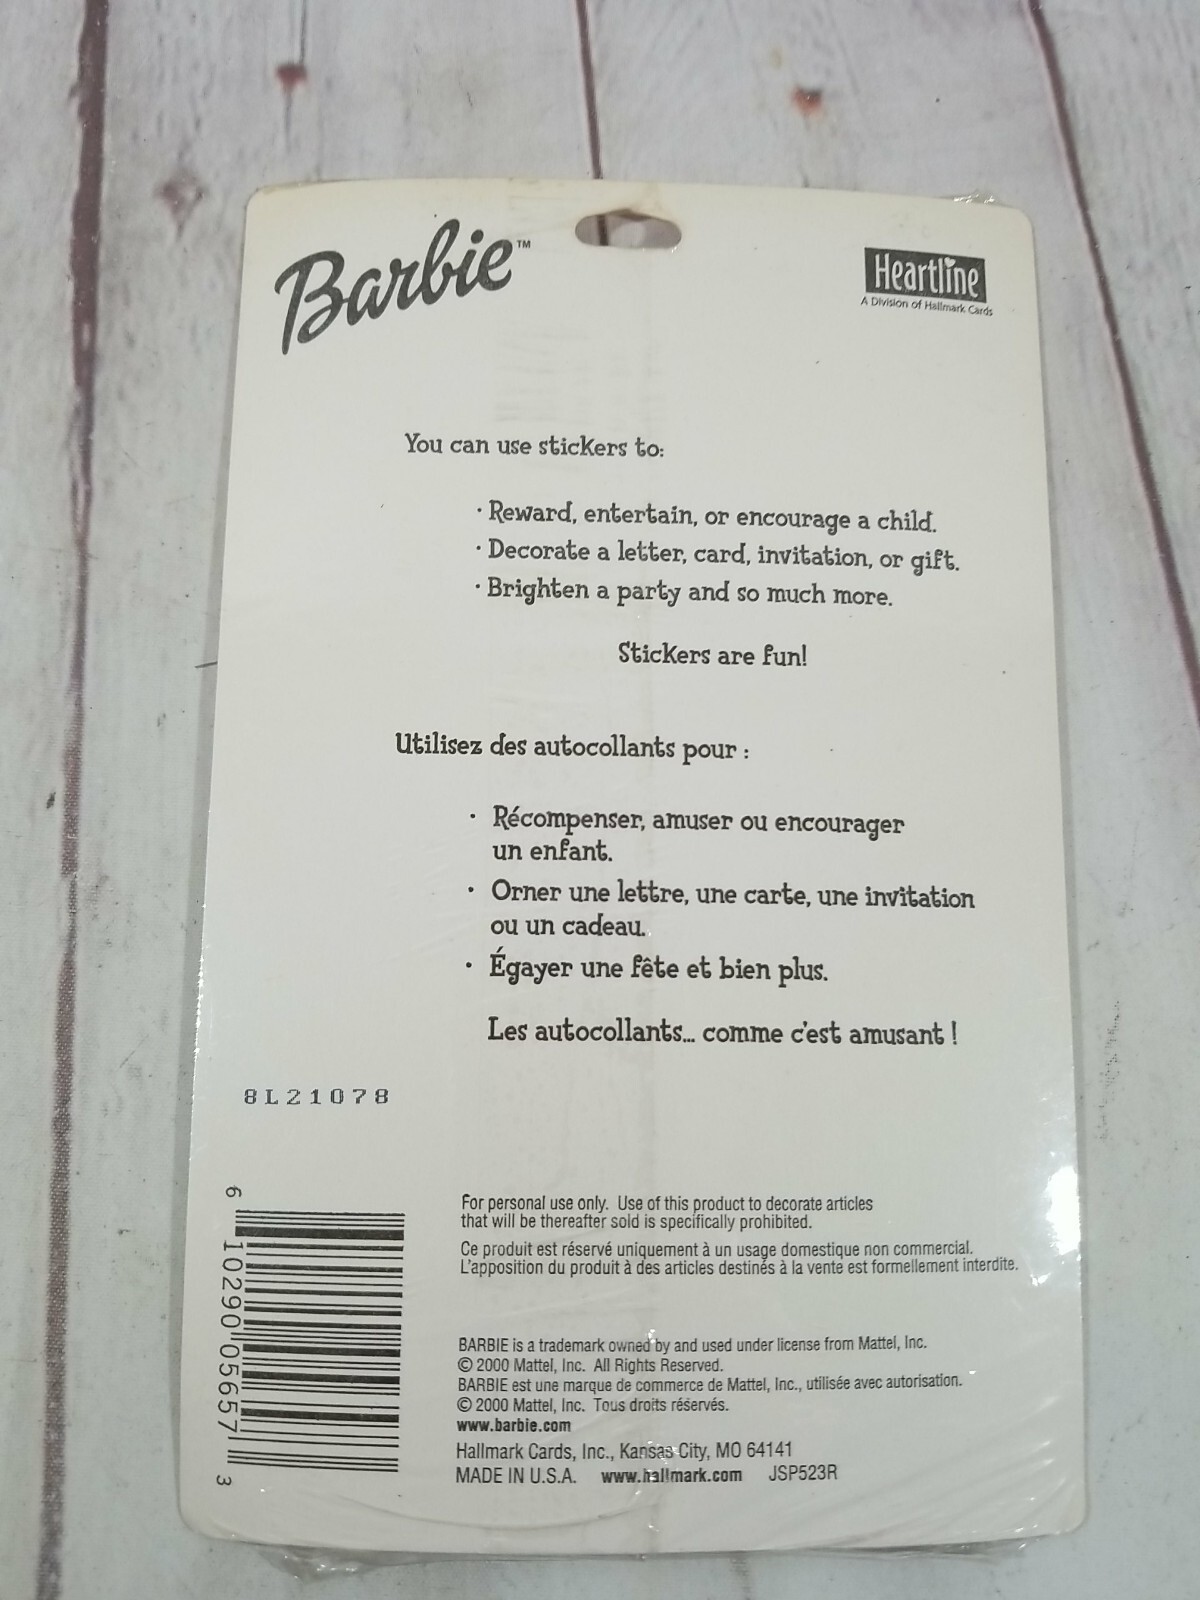 Barbie™
Heartline
A Division of Hallmark Cards
You can use stickers to:
· Reward, entertain, or encourage a child.
· Decorate a letter, card, invitation, or gift.
· Brighten a party and so much more.
Stickers are fun!
Utilisez des autocollants pour :
· Récompenser, amuser ou encourager
un enfant.
· Orner une lettre, une carte, une invitation
ou un cadeau.
· Égayer une fête et bien plus.
Les autocollants... comme c'est amusant !
8L21078
6 10290 05657 3
For personal use only. Use of this product to decorate articles
that will be thereafter sold is specifically prohibited.
Ce produit est réservé uniquement à un usage domestique non commercial.
L'apposition du produit à des articles destinés à la vente est formellement interdite.
BARBIE is a trademark owned by and used under license from Mattel, Inc.
© 2000 Mattel, Inc. All Rights Reserved.
BARBIE est une marque de commerce de Mattel, Inc., utilisée avec autorisation.
© 2000 Mattel, Inc. Tous droits réservés.
www.barbie.com
Hallmark Cards, Inc., Kansas City, MO 64141
MADE IN U.S.A. www.hallmark.com JSP523R